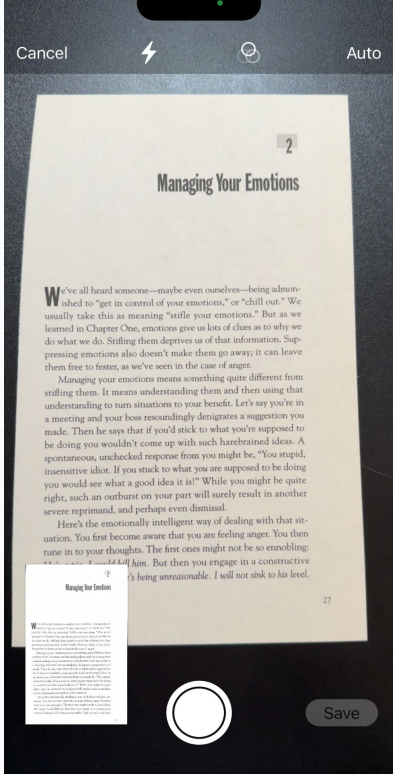 Cancel
Auto
2
Managing Your Emotions
We've all heard someone—maybe even ourselves—being admon-
ished to "get in control of your emotions," or "chill out." We
usually take this as meaning "stifle your emotions." But as we
learned in Chapter One, emotions give us lots of clues as to why we
do what we do. Stifling them deprives us of that information. Sup-
pressing emotions also doesn't make them go away; it can leave
them free to fester, as we've seen in the case of anger.
Managing your emotions means something quite different from
stifling them. It means understanding them and then using that
understanding to turn situations to your benefit. Let's say you're in
a meeting and your boss resoundingly denigrates a suggestion you
made. Then he says that if you'd stick to what you're supposed to
be doing you wouldn't come up with such harebrained ideas. A
spontaneous, unchecked response from you might be, "You stupid,
insensitive idiot. If you stuck to what you are supposed to be doing
you would see what a good idea it is!" While you might be quite
right, such an outburst on your part will surely result in another
severe reprimand, and perhaps even dismissal.
Here's the emotionally intelligent way of dealing with that sit-
uation. You first become aware that you are feeling anger. You then
tune in to your thoughts. The first ones might not be so ennobling:
I could kill him. But then you engage in a constructive
being unreasonable. I will not sink to his level.
27
Managing Your Emotions
Save